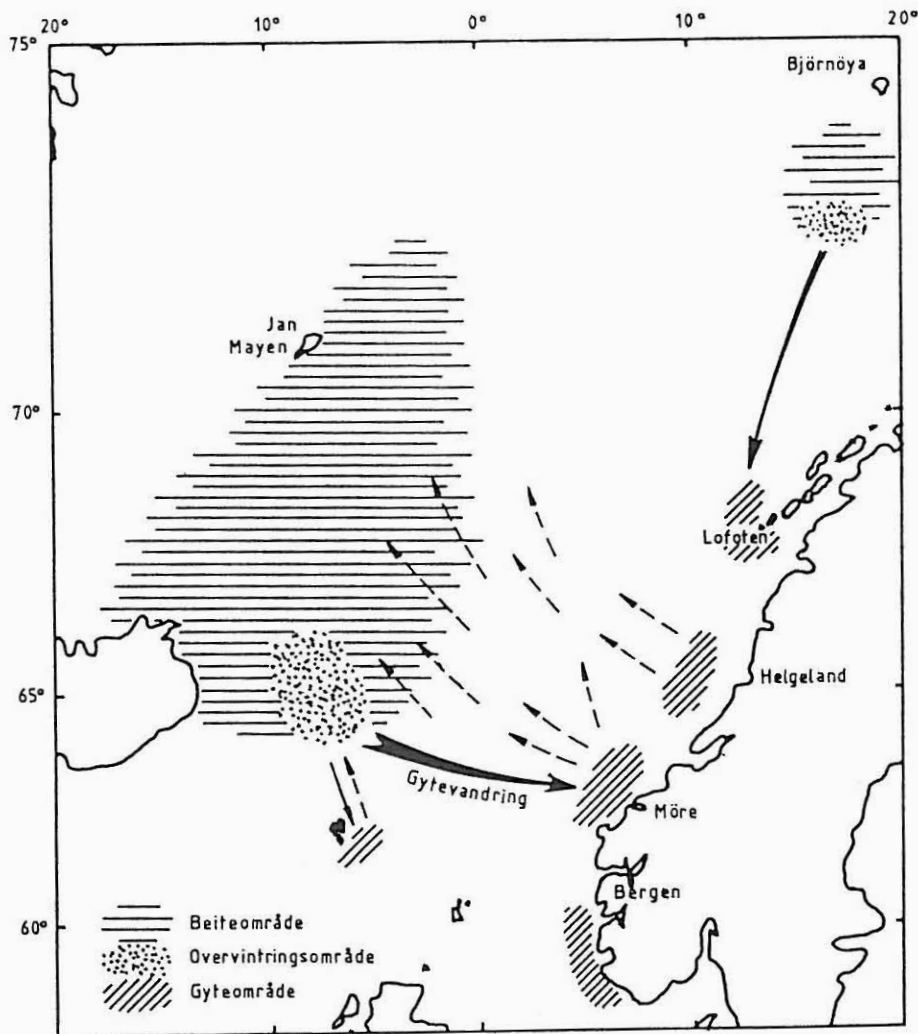 20° 10° 0° 10° 20°
75°
Björnöya
Jan
Mayen
70°
Lofoten
Helgeland
65°
Gytevandring
Möre
Bergen
60°
Beiteområde
Overvintringsområde
Gyteområde